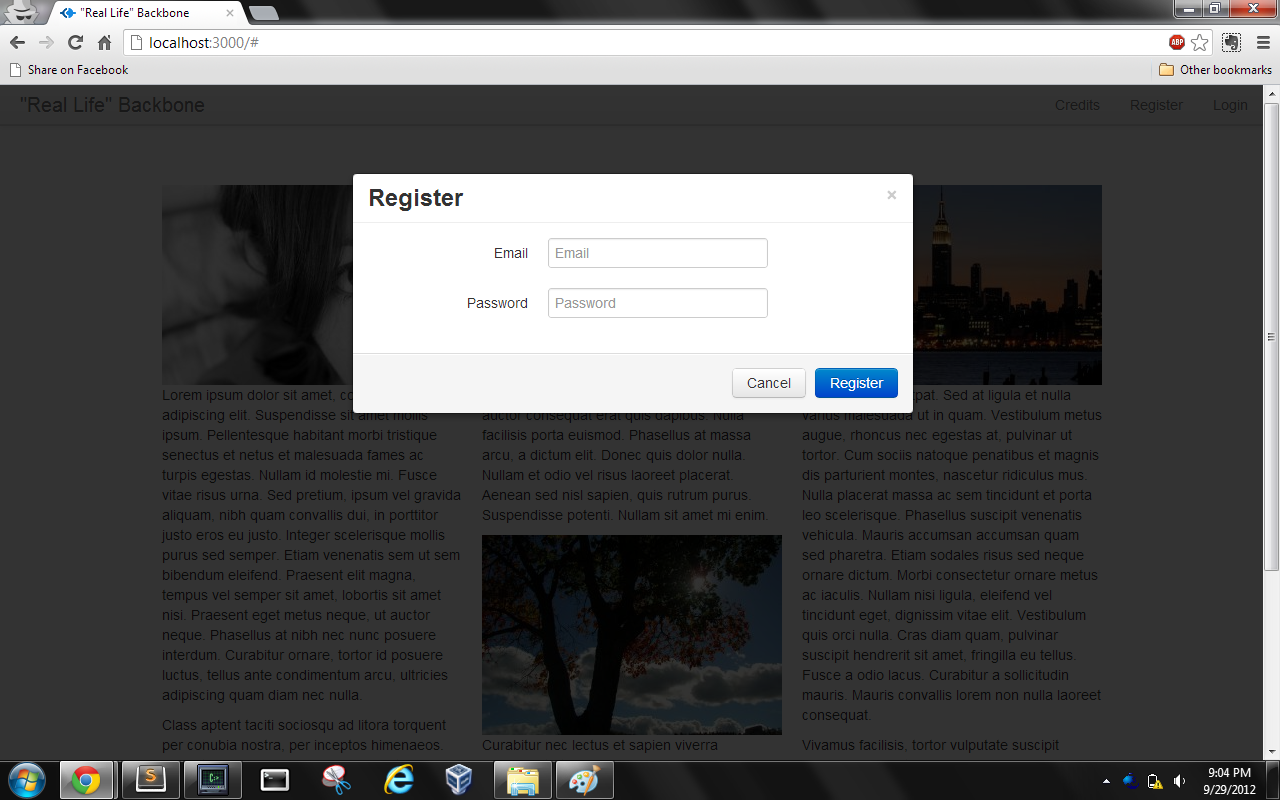 "Real Life" Backbone
localhost:3000/#
ABP
Share on Facebook
Other bookmarks
"Real Life" Backbone
Credits
Register
Login
Register
×
Email
Email
Password
Password
Cancel
Register
Lorem ipsum dolor sit amet,
adipiscing elit. Suspendisse sit amet mollis
ipsum. Pellentesque habitant morbi tristique
senectus et netus et malesuada fames ac
turpis egestas. Nullam id molestie mi. Fusce
vitae risus urna. Sed pretium, ipsum vel gravida
aliquam, nibh quam convallis dui, in porttitor
justo eros eu justo. Integer scelerisque mollis
purus sed semper. Etiam venenatis sem ut sem
bibendum eleifend. Praesent elit magna,
tempus vel semper sit amet, lobortis sit amet
nisi. Praesent eget metus neque, ut auctor
neque. Phasellus at nibh nec nunc posuere
interdum. Curabitur ornare, tortor id posuere
luctus, tellus ante condimentum arcu, ultricies
adipiscing quam diam nec nulla.
Class aptent taciti sociosqu ad litora torquent
per conubia nostra, per inceptos himenaeos.
auctor consequat erat quis dapibus. Nulla
facilisis porta euismod. Phasellus at massa
arcu, a dictum elit. Donec quis dolor nulla.
Nullam et odio vel risus laoreet placerat.
Aenean sed nisl sapien, quis rutrum purus.
Suspendisse potenti. Nullam sit amet mi enim.
Curabitur nec lectus et sapien viverra
Sed at ligula et nulla
varius malesuada ut in quam. Vestibulum metus
augue, rhoncus nec egestas at, pulvinar ut
tortor. Cum sociis natoque penatibus et magnis
dis parturient montes, nascetur ridiculus mus.
Nulla placerat massa ac sem tincidunt et porta
leo scelerisque. Phasellus suscipit venenatis
vehicula. Mauris accumsan accumsan quam
sed pharetra. Etiam sodales risus sed neque
ornare dictum. Morbi consectetur ornare metus
ac iaculis. Nullam nisi ligula, eleifend vel
tincidunt eget, dignissim vitae elit. Vestibulum
quis orci nulla. Cras diam quam, pulvinar
suscipit hendrerit sit amet, fringilla eu tellus.
Fusce a odio lacus. Curabitur a sollicitudin
mauris. Mauris convallis lorem non nulla laoreet
consequat.
Vivamus facilisis, tortor vulputate suscipit
9:04 PM
9/29/2012